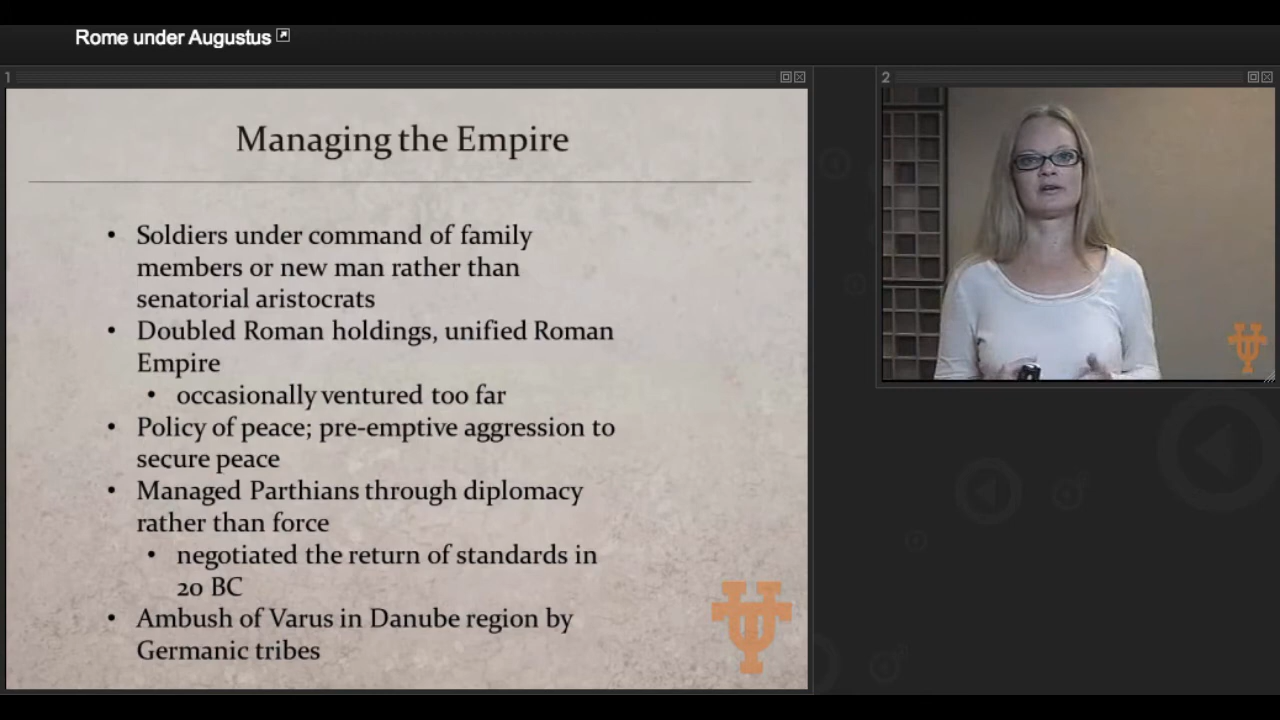 Rome under Augustus
1
2
Managing the Empire
• Soldiers under command of family
members or new man rather than
senatorial aristocrats
• Doubled Roman holdings, unified Roman
Empire
• occasionally ventured too far
• Policy of peace; pre-emptive aggression to
secure peace
• Managed Parthians through diplomacy
rather than force
• negotiated the return of standards in
20 BC
• Ambush of Varus in Danube region by
Germanic tribes